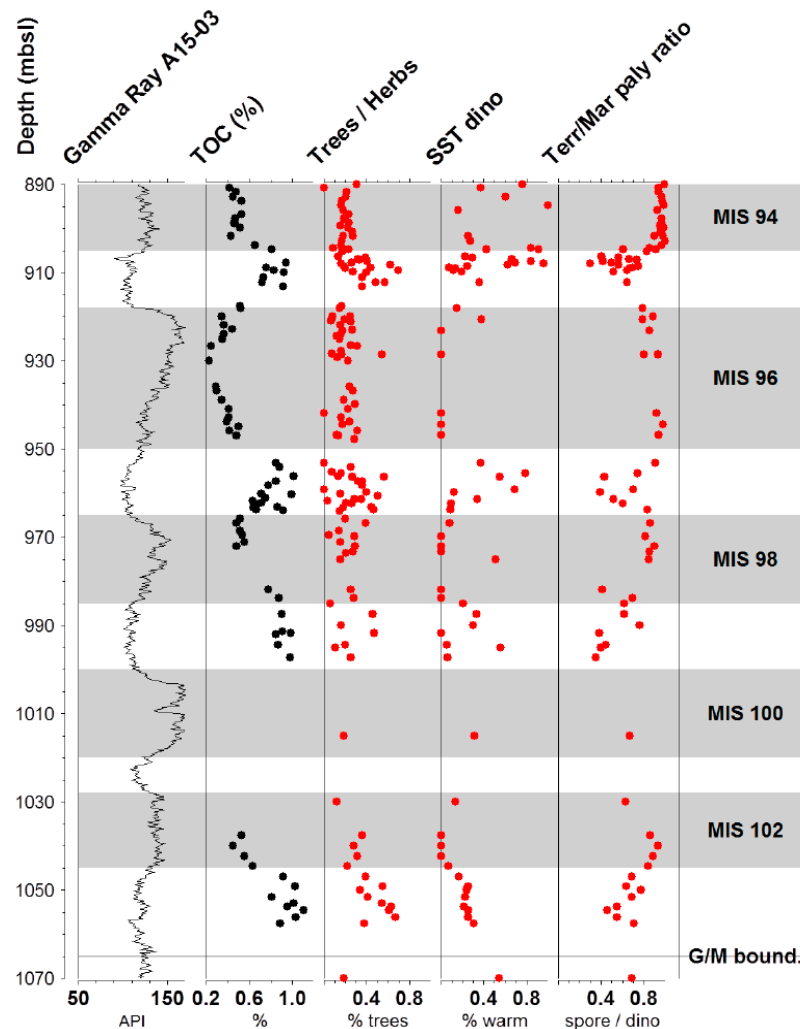 Depth (mbsl)
Gamma Ray A15-03
TOC (%)
Trees / Herbs
SST dino
Terr/Mar paly ratio
890
MIS 94
910
930
MIS 96
950
970
MIS 98
990
1010
MIS 100
1030
MIS 102
1050
G/M bound.
1070
50 150 0.2 0.6 1.0 0.4 0.8 0.4 0.8 0.4 0.8
API % % trees % warm spore / dino